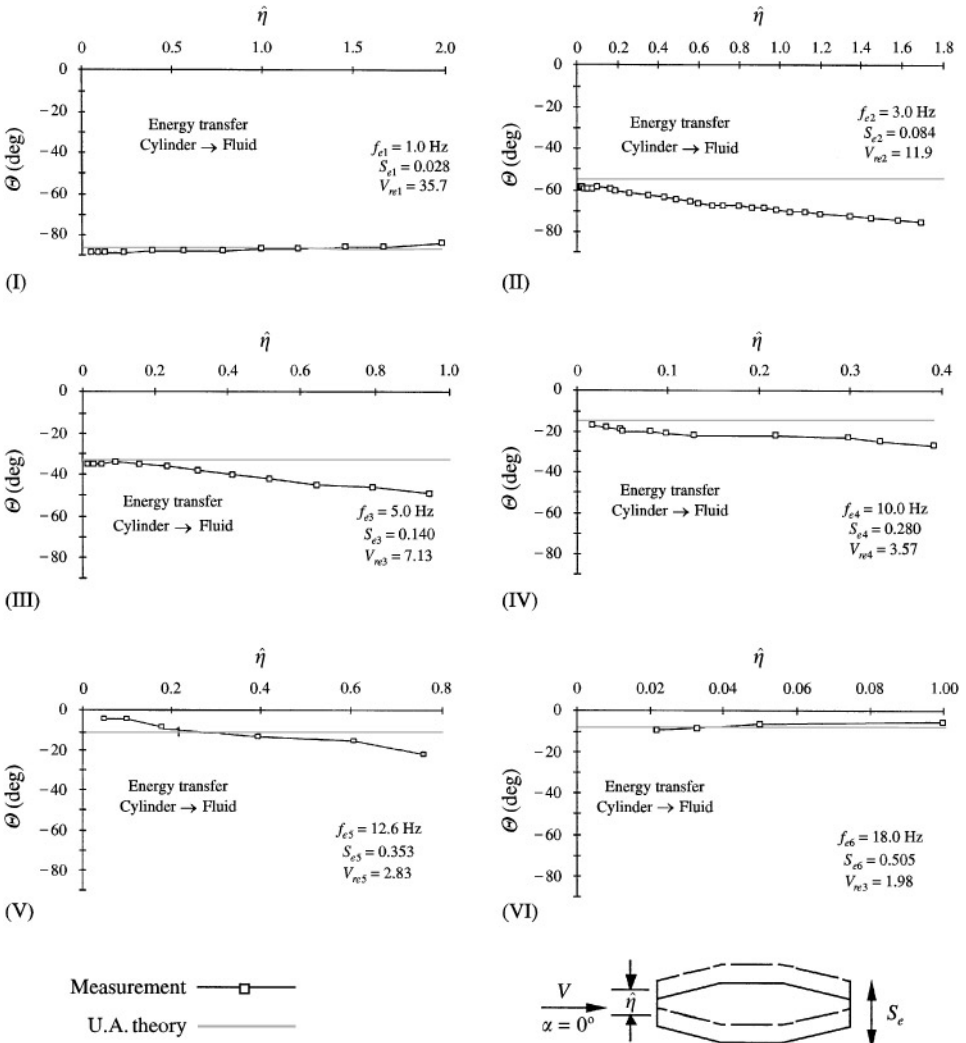 η̂
0 0.5 1.0 1.5 2.0
0
−20
−40
−60
−80
Θ (deg)
Energy transfer
Cylinder → Fluid
f_e1 = 1.0 Hz
S_e1 = 0.028
V_re1 = 35.7
(I)
η̂
0 0.2 0.4 0.6 0.8 1.0 1.2 1.4 1.6 1.8
0
−20
−40
−60
−80
Θ (deg)
Energy transfer
Cylinder → Fluid
f_e2 = 3.0 Hz
S_e2 = 0.084
V_re2 = 11.9
(II)
η̂
0 0.2 0.4 0.6 0.8 1.0
0
−20
−40
−60
−80
Θ (deg)
Energy transfer
Cylinder → Fluid
f_e3 = 5.0 Hz
S_e3 = 0.140
V_re3 = 7.13
(III)
η̂
0 0.1 0.2 0.3 0.4
0
−20
−40
−60
−80
Θ (deg)
Energy transfer
Cylinder → Fluid
f_e4 = 10.0 Hz
S_e4 = 0.280
V_re4 = 3.57
(IV)
η̂
0 0.2 0.4 0.6 0.8
0
−20
−40
−60
−80
Θ (deg)
Energy transfer
Cylinder → Fluid
f_e5 = 12.6 Hz
S_e5 = 0.353
V_re5 = 2.83
(V)
η̂
0 0.02 0.04 0.06 0.08 1.00
0
−20
−40
−60
−80
Θ (deg)
Energy transfer
Cylinder → Fluid
f_e6 = 18.0 Hz
S_e6 = 0.505
V_re3 = 1.98
(VI)
Measurement
U.A. theory
V
α = 0°
η̂
S_e